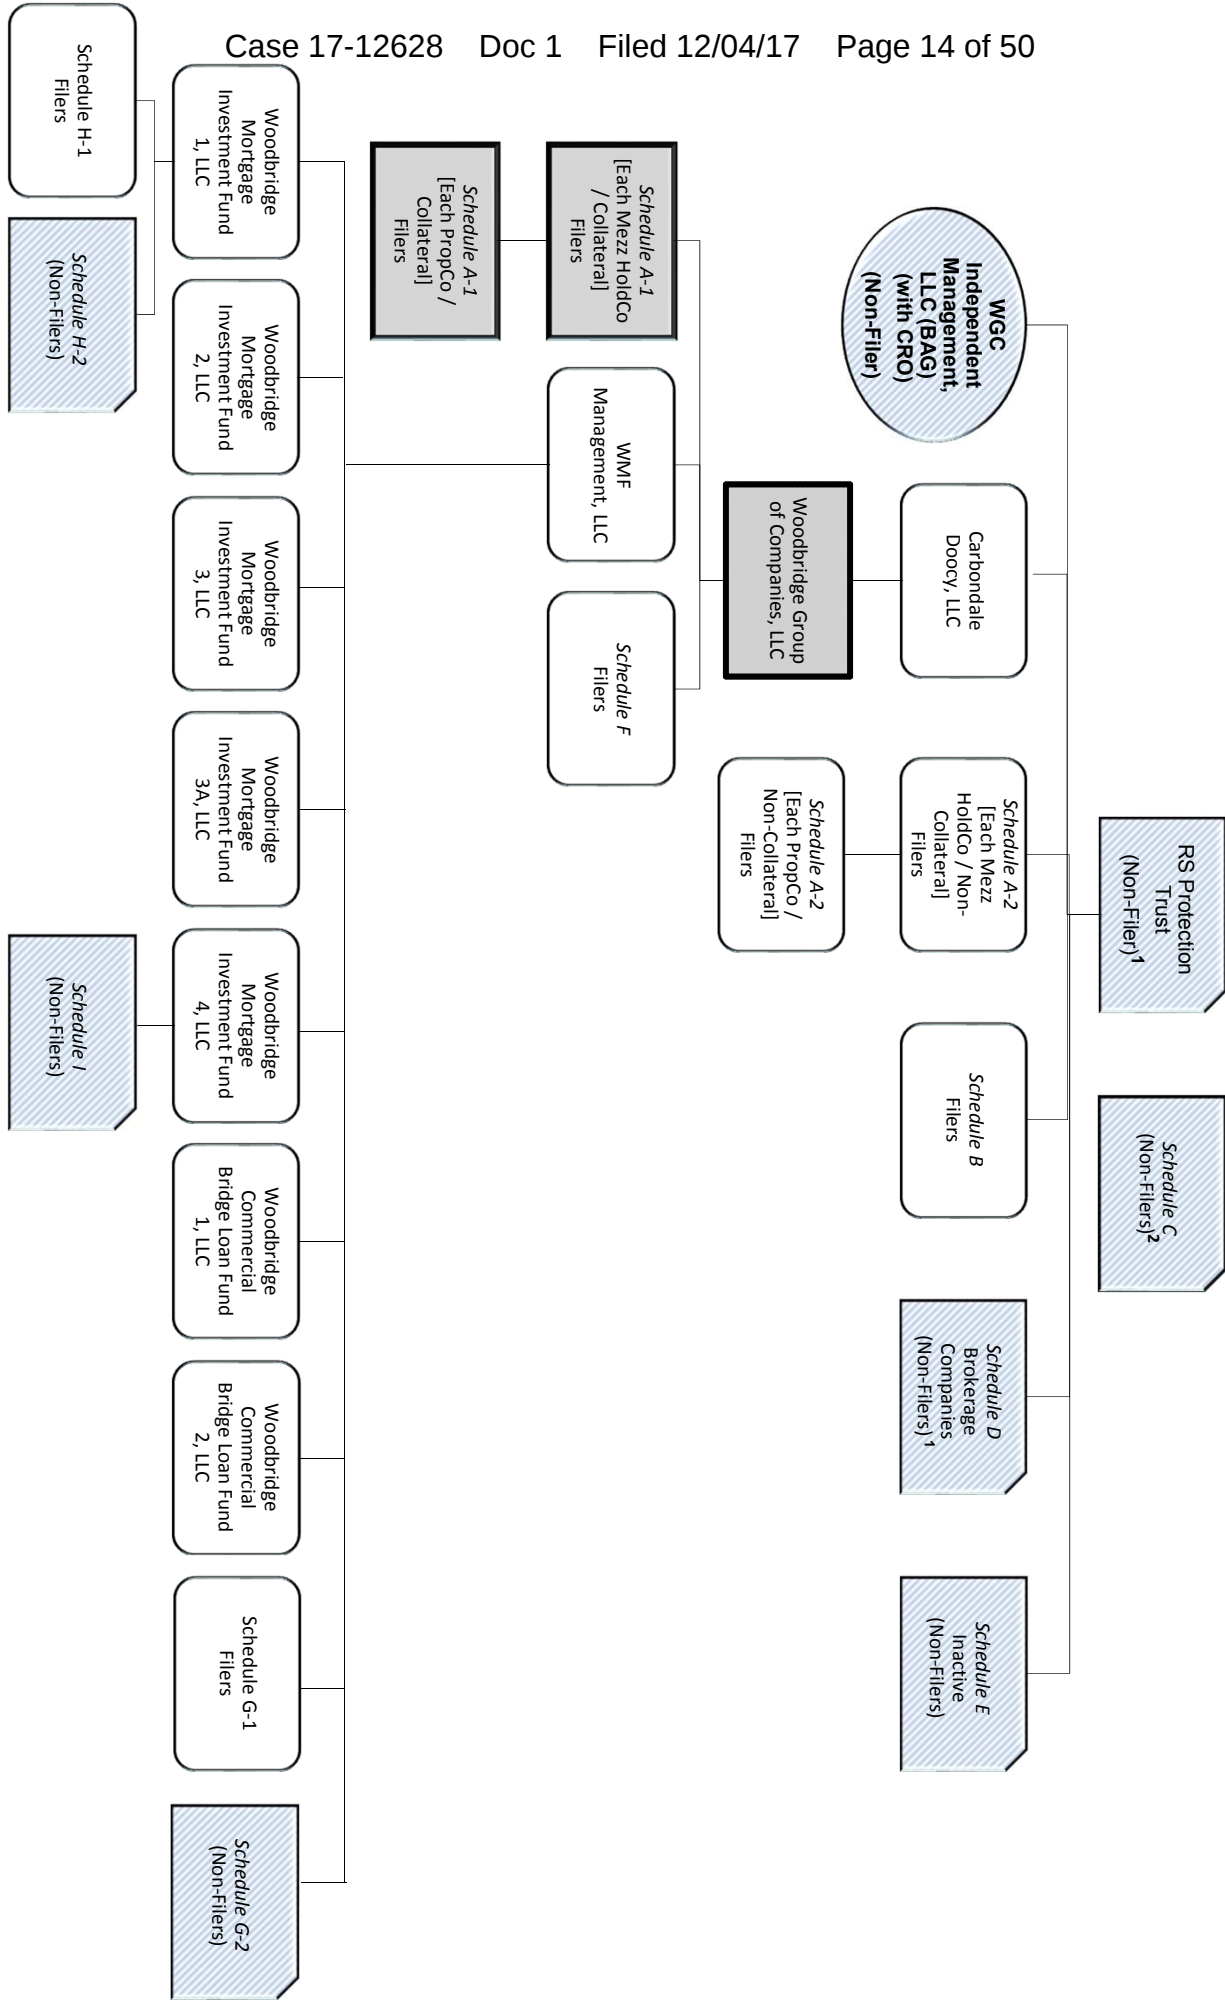 Case 17-12628 Doc 1 Filed 12/04/17 Page 14 of 50
RS Protection
Trust
(Non-Filer)1
Schedule C
(Non-Filers)2
WGC
Independent
Management,
LLC (BAG)
(with CRO)
(Non-Filer)
Carbondale
Doocy, LLC
Schedule A-2
[Each Mezz
HoldCo / Non-
Collateral]
Filers
Schedule B
Filers
Schedule D
Brokerage
Companies
(Non-Filers) 1
Schedule E
Inactive
(Non-Filers)
Woodbridge Group
of Companies, LLC
Schedule A-2
[Each PropCo /
Non-Collateral]
Filers
Schedule A-1
[Each Mezz HoldCo
/ Collateral]
Filers
WMF
Management, LLC
Schedule F
Filers
Schedule A-1
[Each PropCo /
Collateral]
Filers
Woodbridge
Mortgage
Investment Fund
1, LLC
Woodbridge
Mortgage
Investment Fund
2, LLC
Woodbridge
Mortgage
Investment Fund
3, LLC
Woodbridge
Mortgage
Investment Fund
3A, LLC
Woodbridge
Mortgage
Investment Fund
4, LLC
Woodbridge
Commercial
Bridge Loan Fund
1, LLC
Woodbridge
Commercial
Bridge Loan Fund
2, LLC
Schedule G-1
Filers
Schedule G-2
(Non-Filers)
Schedule H-1
Filers
Schedule H-2
(Non-Filers)
Schedule I
(Non-Filers)